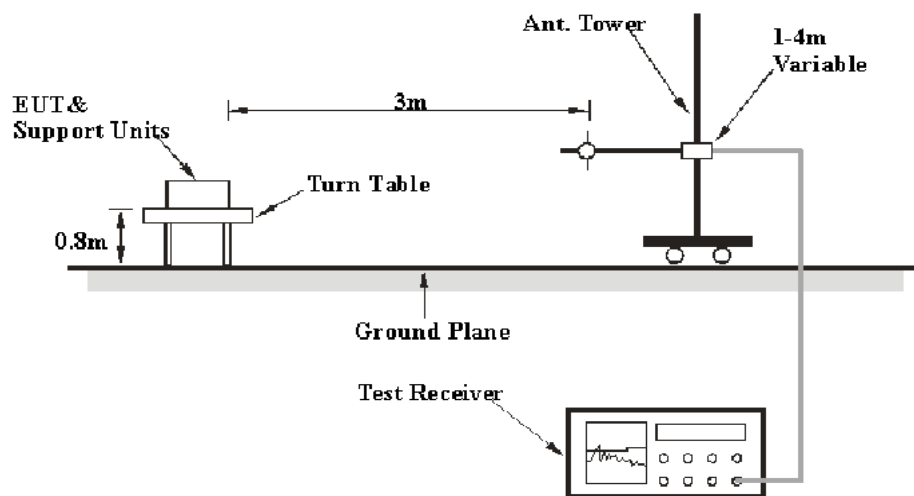 Ant. Tower
1-4m
Variable
EUT&
Support Units
3m
Turn Table
0.8m
Ground Plane
Test Receiver